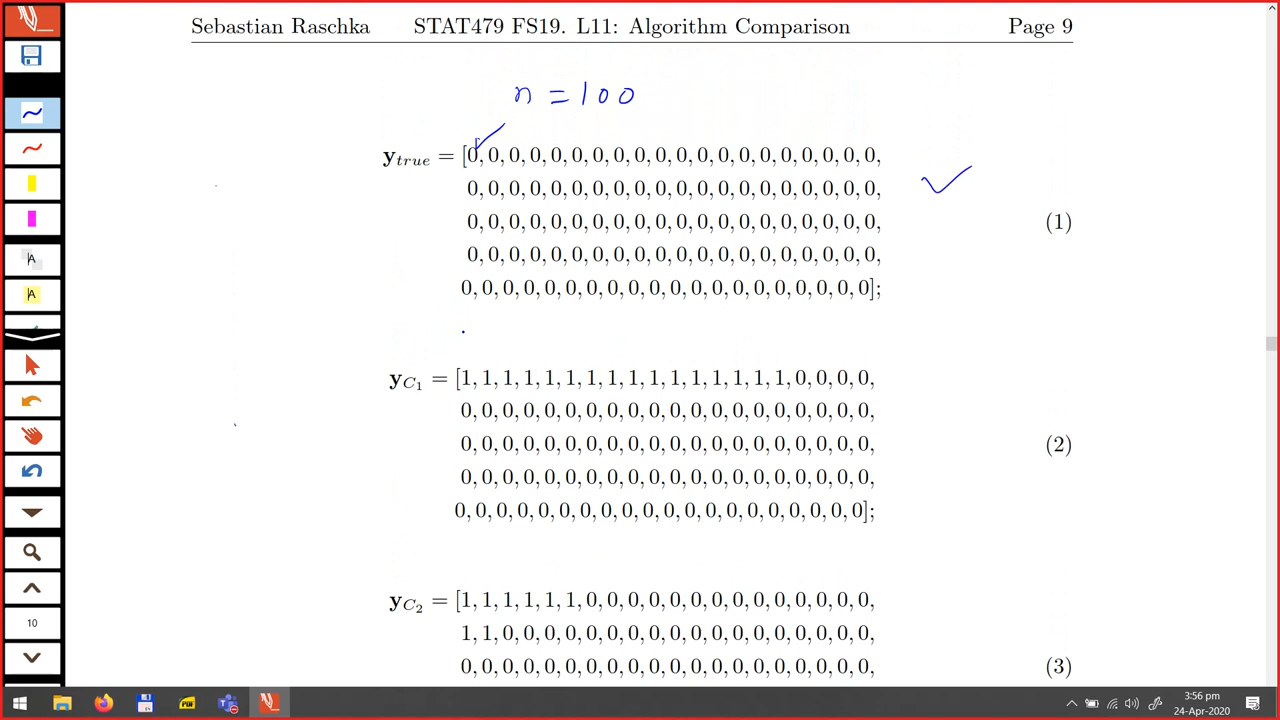 Sebastian Raschka STAT479 FS19. L11: Algorithm Comparison Page 9
n = 100
y_true = [0, 0, 0, 0, 0, 0, 0, 0, 0, 0, 0, 0, 0, 0, 0, 0, 0, 0, 0, 0,
0, 0, 0, 0, 0, 0, 0, 0, 0, 0, 0, 0, 0, 0, 0, 0, 0, 0, 0, 0,
0, 0, 0, 0, 0, 0, 0, 0, 0, 0, 0, 0, 0, 0, 0, 0, 0, 0, 0, 0, (1)
0, 0, 0, 0, 0, 0, 0, 0, 0, 0, 0, 0, 0, 0, 0, 0, 0, 0, 0, 0,
0, 0, 0, 0, 0, 0, 0, 0, 0, 0, 0, 0, 0, 0, 0, 0, 0, 0, 0, 0];
y_C1 = [1, 1, 1, 1, 1, 1, 1, 1, 1, 1, 1, 1, 1, 1, 1, 1, 0, 0, 0, 0,
0, 0, 0, 0, 0, 0, 0, 0, 0, 0, 0, 0, 0, 0, 0, 0, 0, 0, 0, 0,
0, 0, 0, 0, 0, 0, 0, 0, 0, 0, 0, 0, 0, 0, 0, 0, 0, 0, 0, 0, (2)
0, 0, 0, 0, 0, 0, 0, 0, 0, 0, 0, 0, 0, 0, 0, 0, 0, 0, 0, 0,
0, 0, 0, 0, 0, 0, 0, 0, 0, 0, 0, 0, 0, 0, 0, 0, 0, 0, 0, 0];
y_C2 = [1, 1, 1, 1, 1, 1, 0, 0, 0, 0, 0, 0, 0, 0, 0, 0, 0, 0, 0, 0,
1, 1, 0, 0, 0, 0, 0, 0, 0, 0, 0, 0, 0, 0, 0, 0, 0, 0, 0, 0,
0, 0, 0, 0, 0, 0, 0, 0, 0, 0, 0, 0, 0, 0, 0, 0, 0, 0, 0, 0, (3)
A
A
10
PDF
3:56 pm
24-Apr-2020